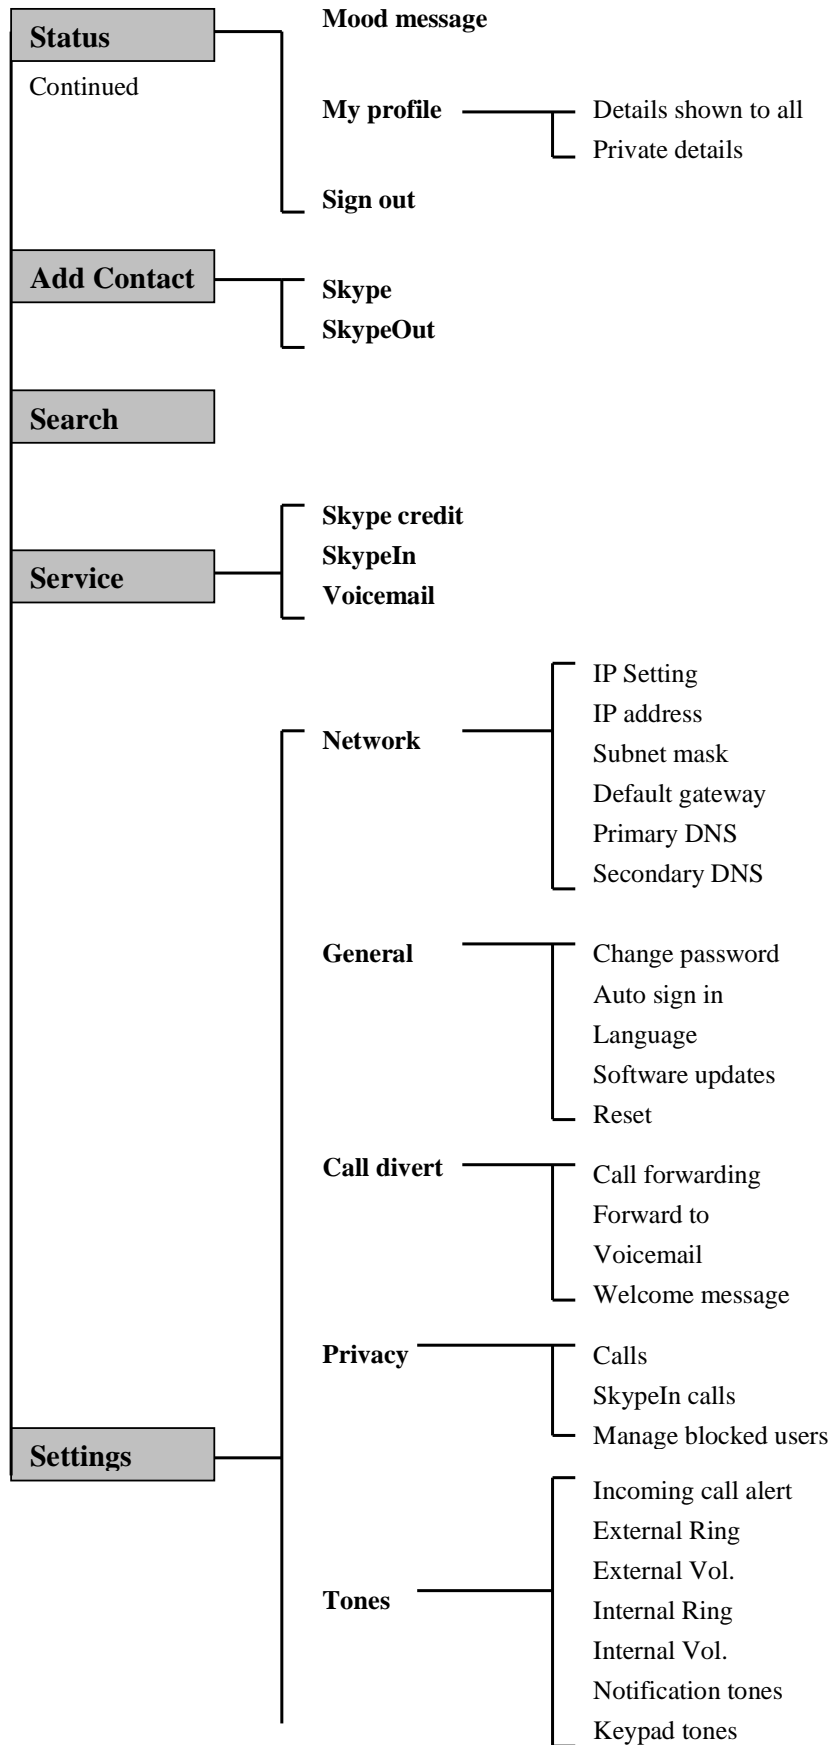 Mood message
Status
Continued
My profile
Details shown to all
Private details
Sign out
Add Contact
Skype
SkypeOut
Search
Skype credit
SkypeIn
Service
Voicemail
Network
IP Setting
IP address
Subnet mask
Default gateway
Primary DNS
Secondary DNS
General
Change password
Auto sign in
Language
Software updates
Reset
Call divert
Call forwarding
Forward to
Voicemail
Welcome message
Privacy
Calls
SkypeIn calls
Manage blocked users
Settings
Tones
Incoming call alert
External Ring
External Vol.
Internal Ring
Internal Vol.
Notification tones
Keypad tones